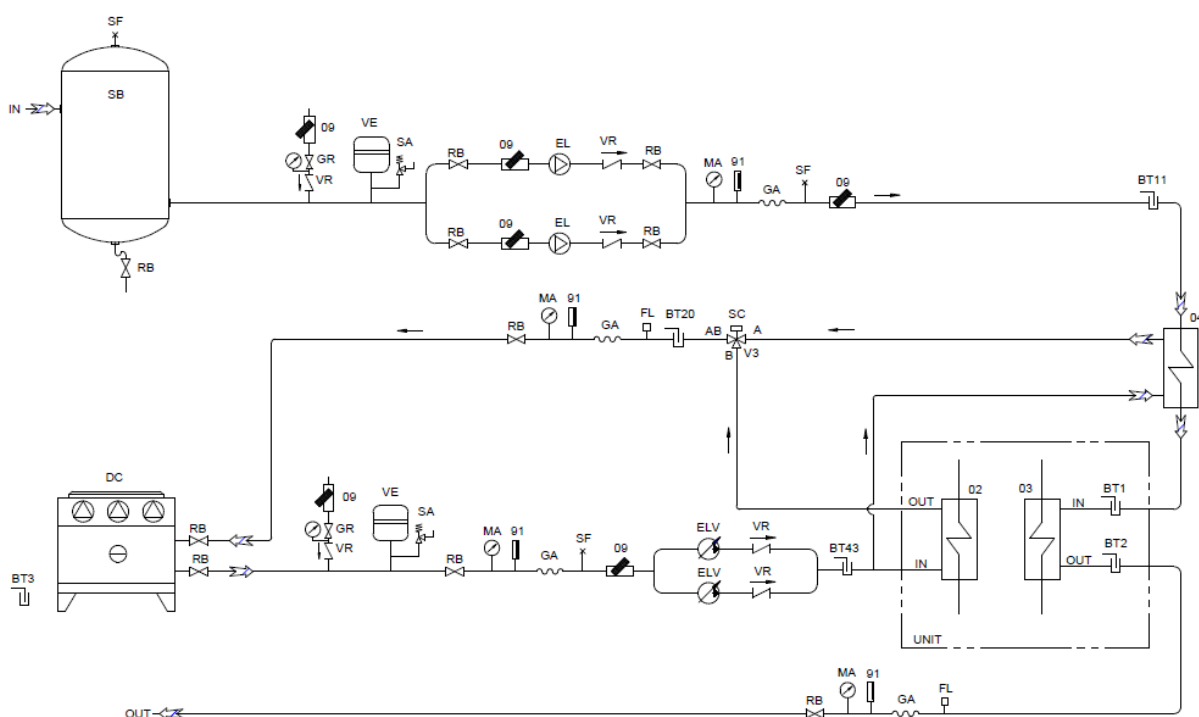 SF
IN
SB
RB
09
GR
VR
VE
SA
RB
09
EL
VR
RB
RB
09
EL
VR
RB
MA
91
GA
SF
09
BT11
MA
91
RB
GA
FL
BT20
AB
SC
A
B
V3
DC
RB
RB
BT3
09
GR
VR
VE
SA
RB
MA
91
GA
SF
09
ELV
VR
ELV
VR
BT43
OUT
02
IN
03
IN
BT1
OUT
BT2
UNIT
OUT
RB
MA
91
GA
FL